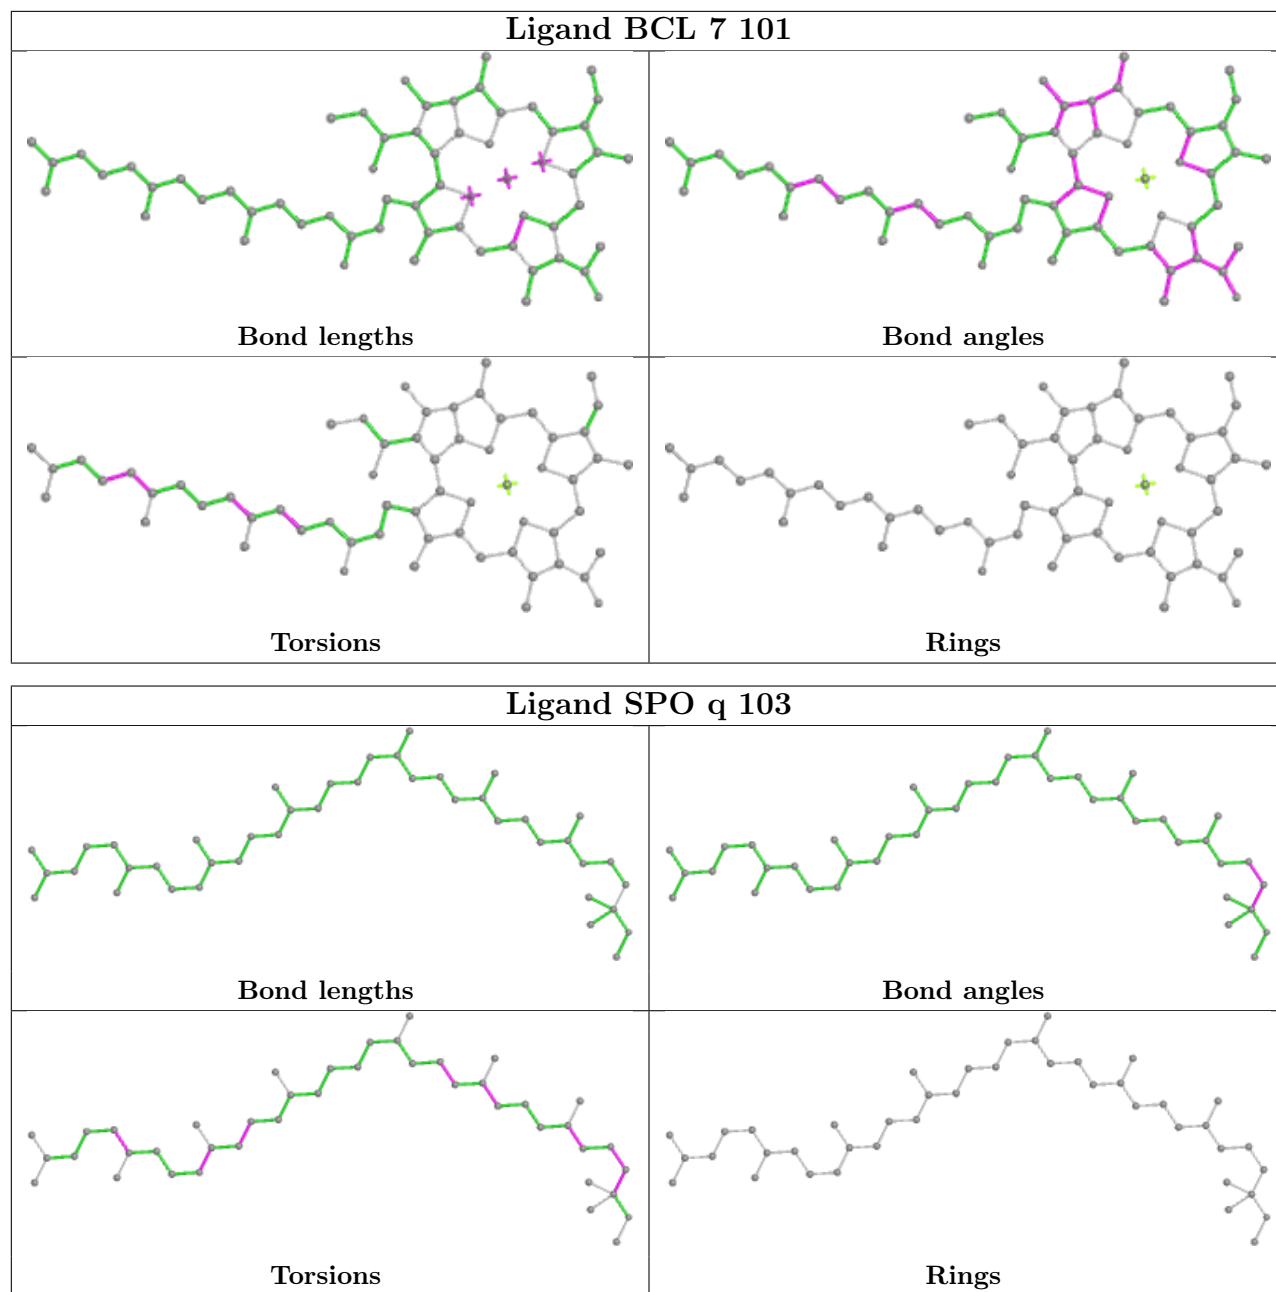 Ligand BCL 7 101
Bond lengths
Bond angles
Torsions
Rings
Ligand SPO q 103
Bond lengths
Bond angles
Torsions
Rings